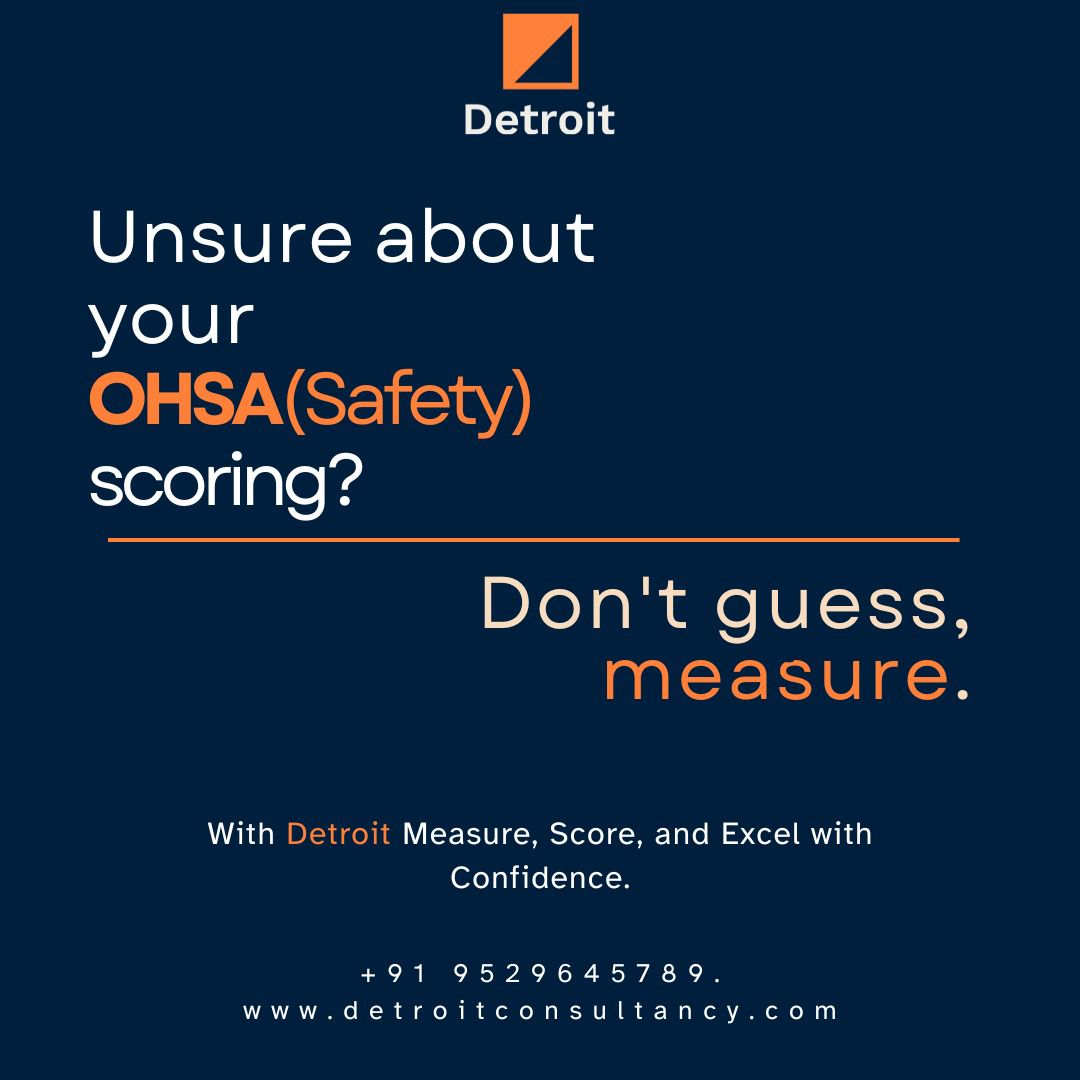 Detroit
Unsure about
your
OHSA(Safety)
scoring?
Don't guess,
measure.
With Detroit Measure, Score, and Excel with
Confidence.
+91 9529645789.
www.detroitconsultancy.com